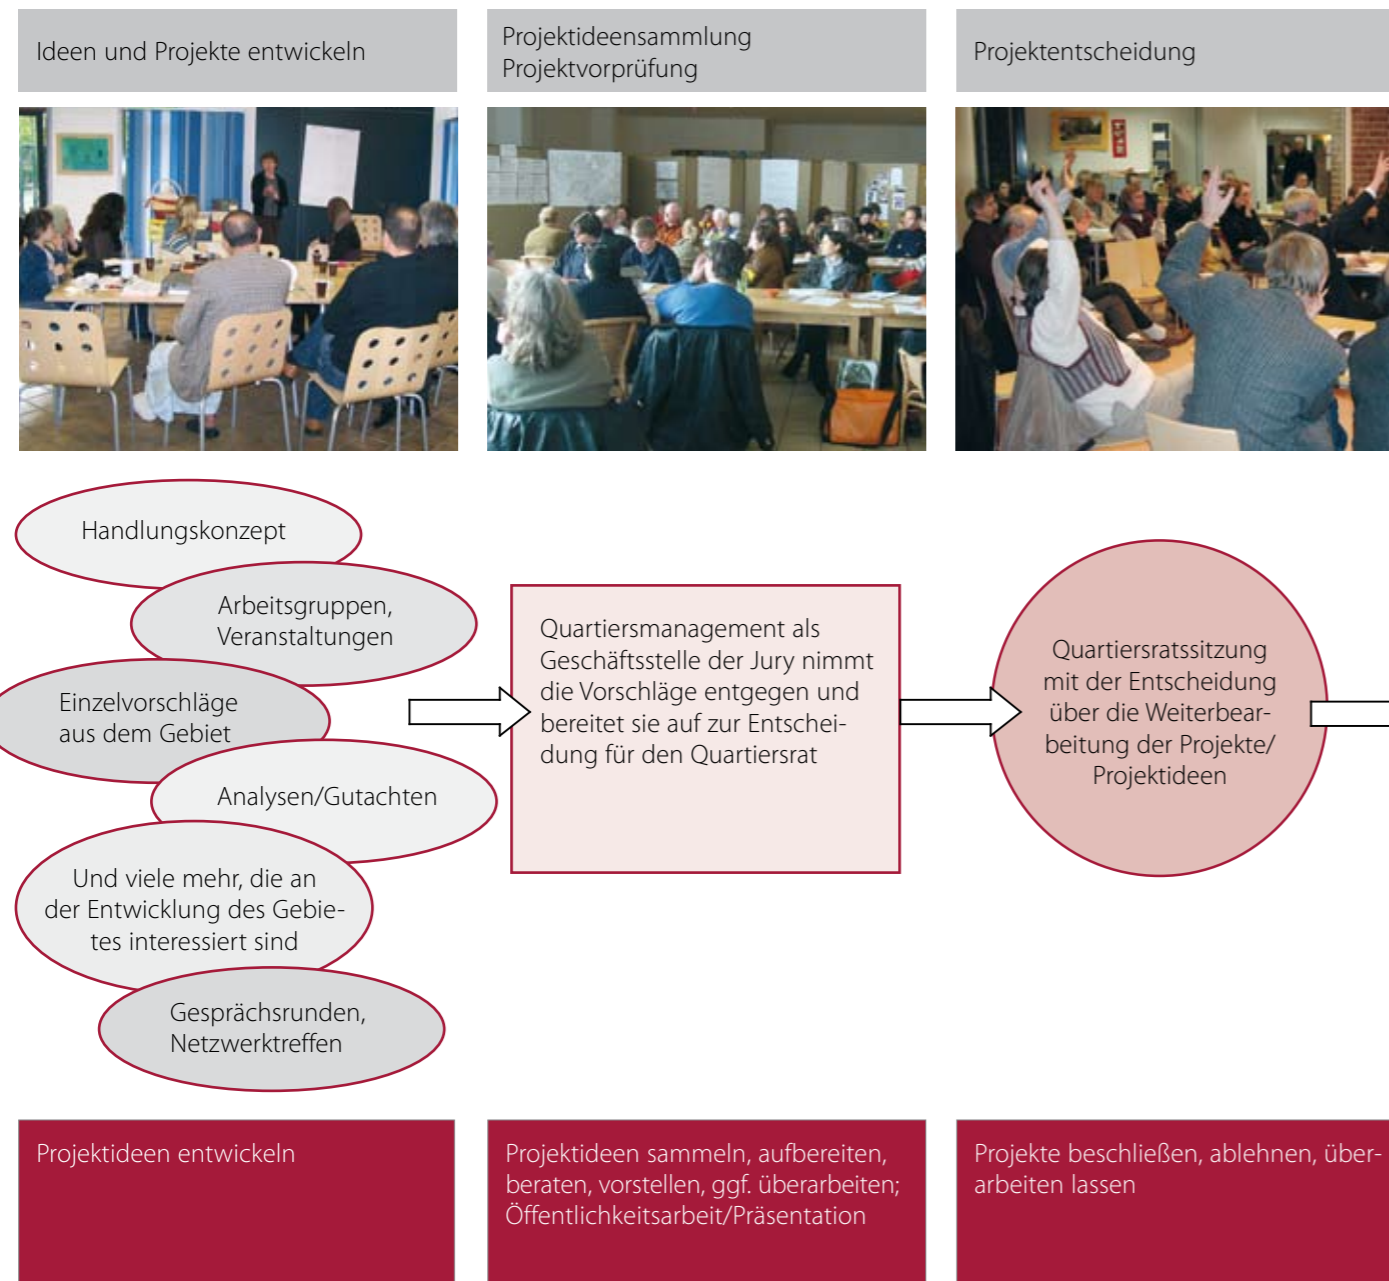 Ideen und Projekte entwickeln
Projektideensammlung
Projektvorprüfung
Projektentscheidung
Handlungskonzept
Arbeitsgruppen,
Veranstaltungen
Einzelvorschläge
aus dem Gebiet
Analysen/Gutachten
Und viele mehr, die an
der Entwicklung des Gebie-
tes interessiert sind
Gesprächsrunden,
Netzwerktreffen
Quartiersmanagement als
Geschäftsstelle der Jury nimmt
die Vorschläge entgegen und
bereitet sie auf zur Entschei-
dung für den Quartiersrat
Quartiersratssitzung
mit der Entscheidung
über die Weiterbear-
beitung der Projekte/
Projektideen
Projektideen entwickeln
Projektideen sammeln, aufbereiten,
beraten, vorstellen, ggf. überarbeiten;
Öffentlichkeitsarbeit/Präsentation
Projekte beschließen, ablehnen, über-
arbeiten lassen